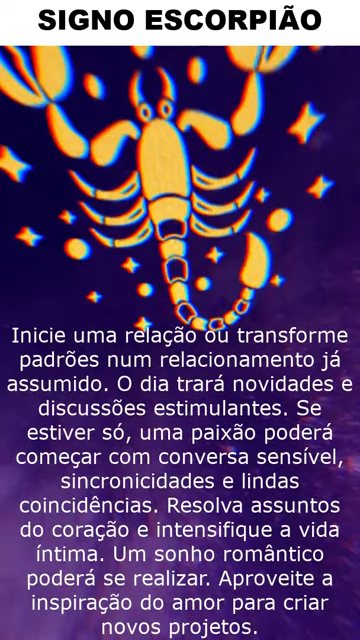 SIGNO ESCORPIÃO
Inicie uma relação ou transforme
padrões num relacionamento já
assumido. O dia trará novidades e
discussões estimulantes. Se
estiver só, uma paixão poderá
começar com conversa sensível,
sincronicidades e lindas
coincidências. Resolva assuntos
do coração e intensifique a vida
íntima. Um sonho romântico
poderá se realizar. Aproveite a
inspiração do amor para criar
novos projetos.